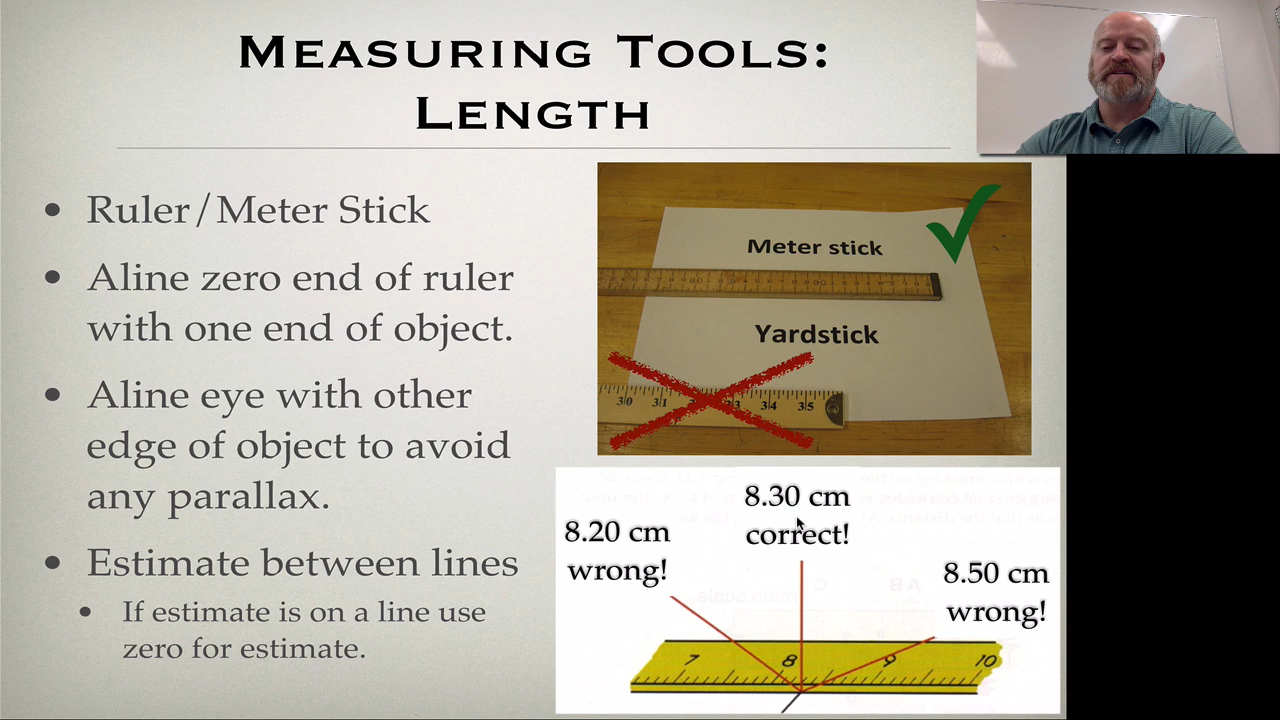 MEASURING TOOLS:
LENGTH
• Ruler/Meter Stick
• Aline zero end of ruler
with one end of object.
• Aline eye with other
edge of object to avoid
any parallax.
• Estimate between lines
• If estimate is on a line use
zero for estimate.
Meter stick
Yardstick
30 31 33 34 35
8.30 cm
correct!
8.20 cm
wrong!
8.50 cm
wrong!
7 8 9 10